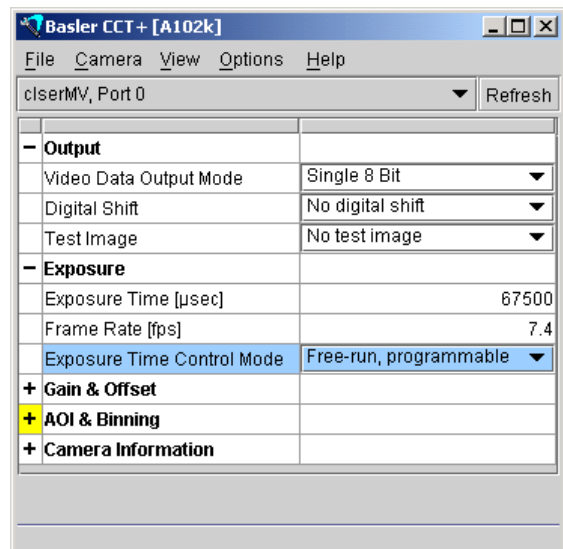 Basler CCT+ [A102k]
File Camera View Options Help
clserMV, Port 0 Refresh
Output
Video Data Output Mode Single 8 Bit
Digital Shift No digital shift
Test Image No test image
Exposure
Exposure Time [µsec] 67500
Frame Rate [fps] 7.4
Exposure Time Control Mode Free-run, programmable
Gain & Offset
AOI & Binning
Camera Information